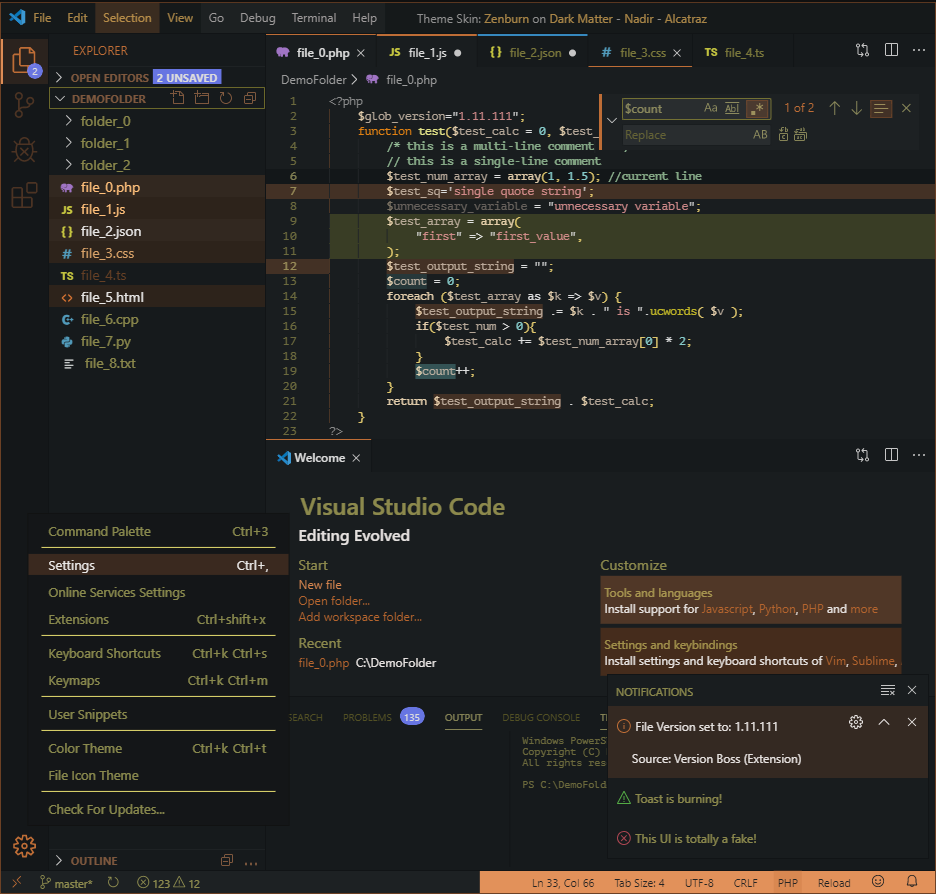 File Edit Selection View Go Debug Terminal Help Theme Skin: Zenburn on Dark Matter - Nadir - Alcatraz
EXPLORER
OPEN EDITORS 2 UNSAVED
DEMOFOLDER
folder_0
folder_1
folder_2
file_0.php
JS file_1.js
{} file_2.json
# file_3.css
TS file_4.ts
<> file_5.html
file_6.cpp
file_7.py
file_8.txt
2
file_0.php
JS file_1.js
{} file_2.json
# file_3.css
TS file_4.ts
DemoFolder > file_0.php
$count Aa Abl .* 1 of 2
Replace AB
1 <?php
2 $glob_version="1.11.111";
3 function test($test_calc = 0, $test_
4 /* this is a multi-line comment
5 // this is a single-line comment
6 $test_num_array = array(1, 1.5); //current line
7 $test_sq='single quote string';
8 $unnecessary_variable = "unnecessary variable";
9 $test_array = array(
10 "first" => "first_value",
11 );
12 $test_output_string = "";
13 $count = 0;
14 foreach ($test_array as $k => $v) {
15 $test_output_string .= $k . " is ".ucwords( $v );
16 if($test_num > 0){
17 $test_calc += $test_num_array[0] * 2;
18 }
19 $count++;
20 }
21 return $test_output_string . $test_calc;
22 }
23 ?>
Welcome
Visual Studio Code
Editing Evolved
Start
New file
Open folder...
Add workspace folder...
Recent
file_0.php C:\DemoFolder
Customize
Tools and languages
Install support for Javascript, Python, PHP and more
Settings and keybindings
Install settings and keyboard shortcuts of Vim, Sublime,
Command Palette Ctrl+3
Settings Ctrl+,
Online Services Settings
Extensions Ctrl+shift+x
Keyboard Shortcuts Ctrl+k Ctrl+s
Keymaps Ctrl+k Ctrl+m
User Snippets
Color Theme Ctrl+k Ctrl+t
File Icon Theme
Check For Updates...
SEARCH PROBLEMS 135 OUTPUT DEBUG CONSOLE T
Windows PowerS
Copyright (C)
All rights res
PS C:\DemoFold
NOTIFICATIONS
File Version set to: 1.11.111
Source: Version Boss (Extension)
Toast is burning!
This UI is totally a fake!
OUTLINE
master* 123 12 Ln 33, Col 66 Tab Size: 4 UTF-8 CRLF PHP Reload